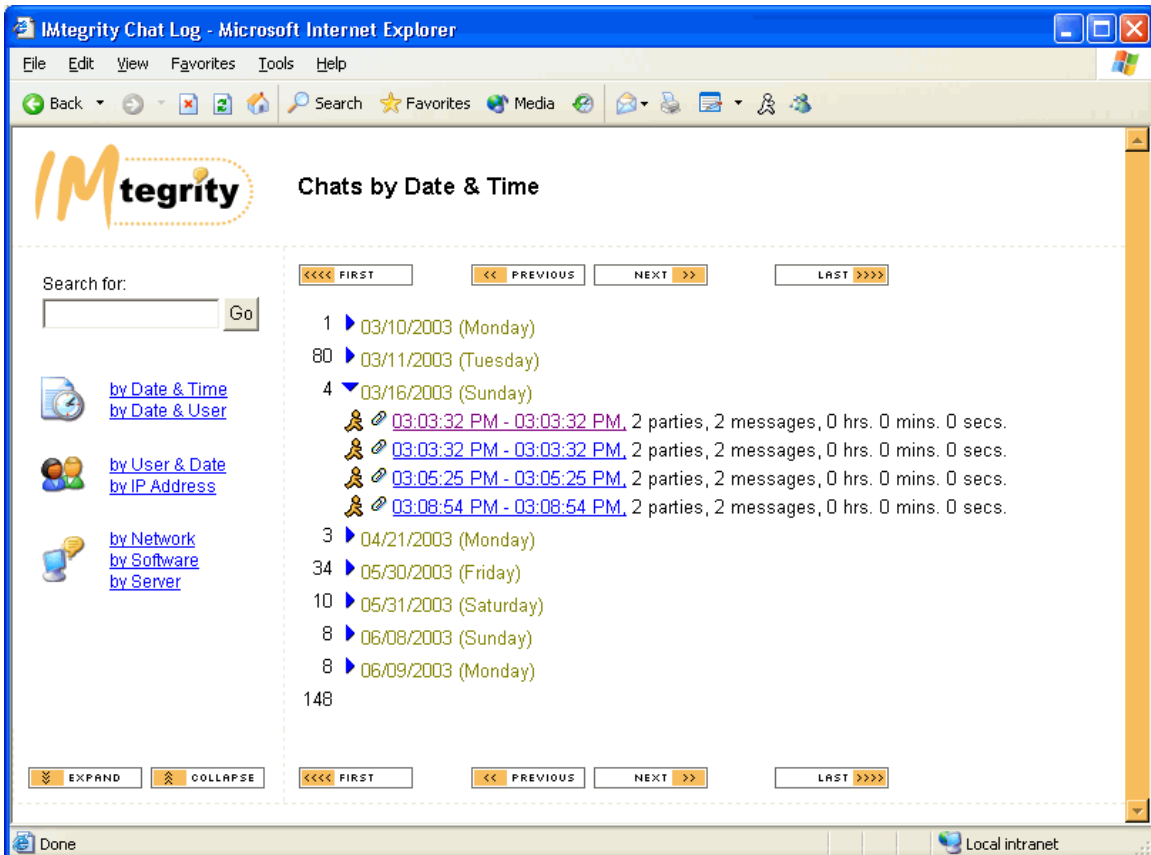 IMtegrity Chat Log - Microsoft Internet Explorer
File Edit View Favorites Tools Help
Back Search Favorites Media
IMtegrity
Chats by Date & Time
Search for:
Go
by Date & Time
by Date & User
by User & Date
by IP Address
by Network
by Software
by Server
EXPAND COLLAPSE
<<<< FIRST << PREVIOUS NEXT >> LAST >>>>
1 03/10/2003 (Monday)
80 03/11/2003 (Tuesday)
4 03/16/2003 (Sunday)
03:03:32 PM - 03:03:32 PM, 2 parties, 2 messages, 0 hrs. 0 mins. 0 secs.
03:03:32 PM - 03:03:32 PM, 2 parties, 2 messages, 0 hrs. 0 mins. 0 secs.
03:05:25 PM - 03:05:25 PM, 2 parties, 2 messages, 0 hrs. 0 mins. 0 secs.
03:08:54 PM - 03:08:54 PM, 2 parties, 2 messages, 0 hrs. 0 mins. 0 secs.
3 04/21/2003 (Monday)
34 05/30/2003 (Friday)
10 05/31/2003 (Saturday)
8 06/08/2003 (Sunday)
8 06/09/2003 (Monday)
148
<<<< FIRST << PREVIOUS NEXT >> LAST >>>>
Done Local intranet